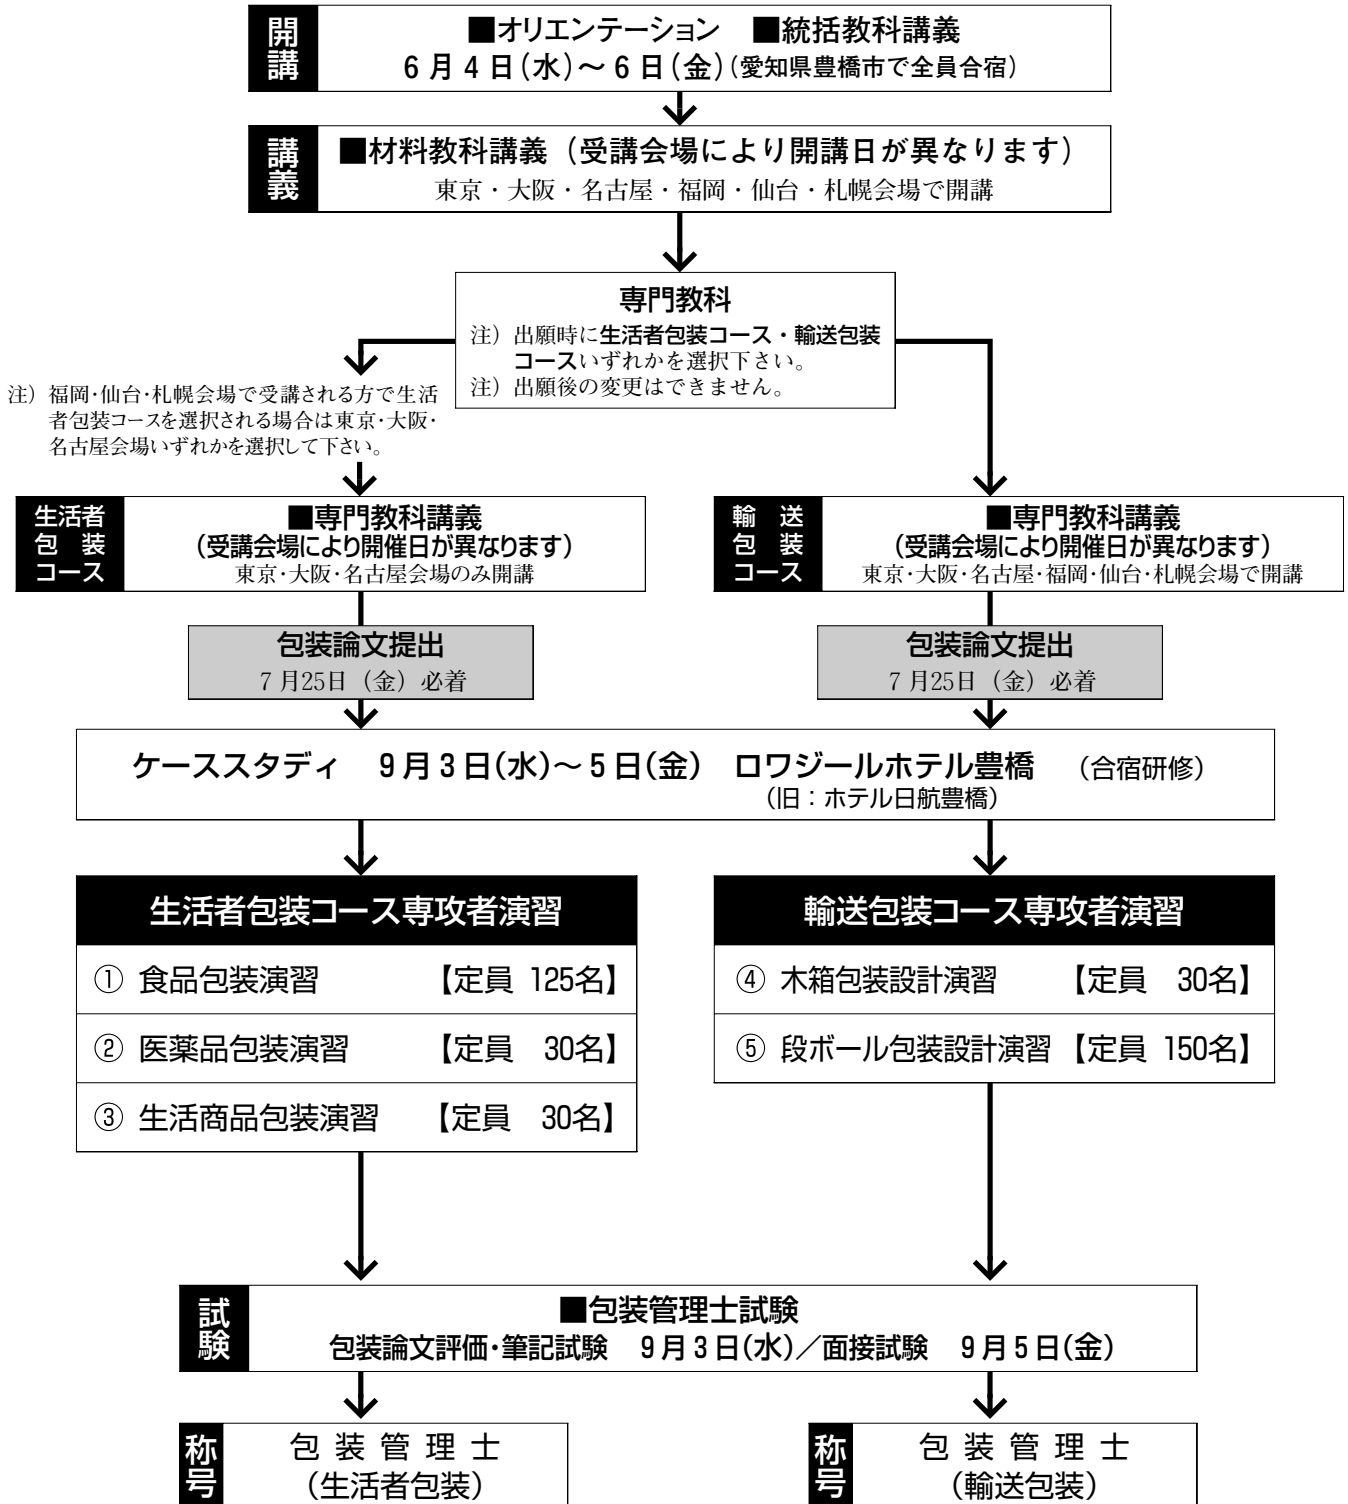 開講
■オリエンテーション　■統括教科講義
6月4日(水)～6日(金)(愛知県豊橋市で全員合宿)
講義
■材料教科講義（受講会場により開講日が異なります）
東京・大阪・名古屋・福岡・仙台・札幌会場で開講
専門教科
注）出願時に生活者包装コース・輸送包装
コースいずれかを選択下さい。
注）出願後の変更はできません。
注）福岡・仙台・札幌会場で受講される方で生活
者包装コースを選択される場合は東京・大阪・
名古屋会場いずれかを選択して下さい。
生活者
包装
コース
■専門教科講義
(受講会場により開催日が異なります)
東京・大阪・名古屋会場のみ開講
輸送
包装
コース
■専門教科講義
(受講会場により開催日が異なります)
東京・大阪・名古屋・福岡・仙台・札幌会場で開講
包装論文提出
7月25日（金）必着
包装論文提出
7月25日（金）必着
ケーススタディ　9月3日(水)～5日(金)　ロワジールホテル豊橋　（合宿研修）
（旧：ホテル日航豊橋）
生活者包装コース専攻者演習
① 食品包装演習　【定員 125名】
② 医薬品包装演習　【定員　30名】
③ 生活商品包装演習　【定員　30名】
輸送包装コース専攻者演習
④ 木箱包装設計演習　【定員　30名】
⑤ 段ボール包装設計演習【定員 150名】
試験
■包装管理士試験
包装論文評価・筆記試験　9月3日(水)／面接試験　9月5日(金)
称号
包装管理士
（生活者包装）
称号
包装管理士
（輸送包装）